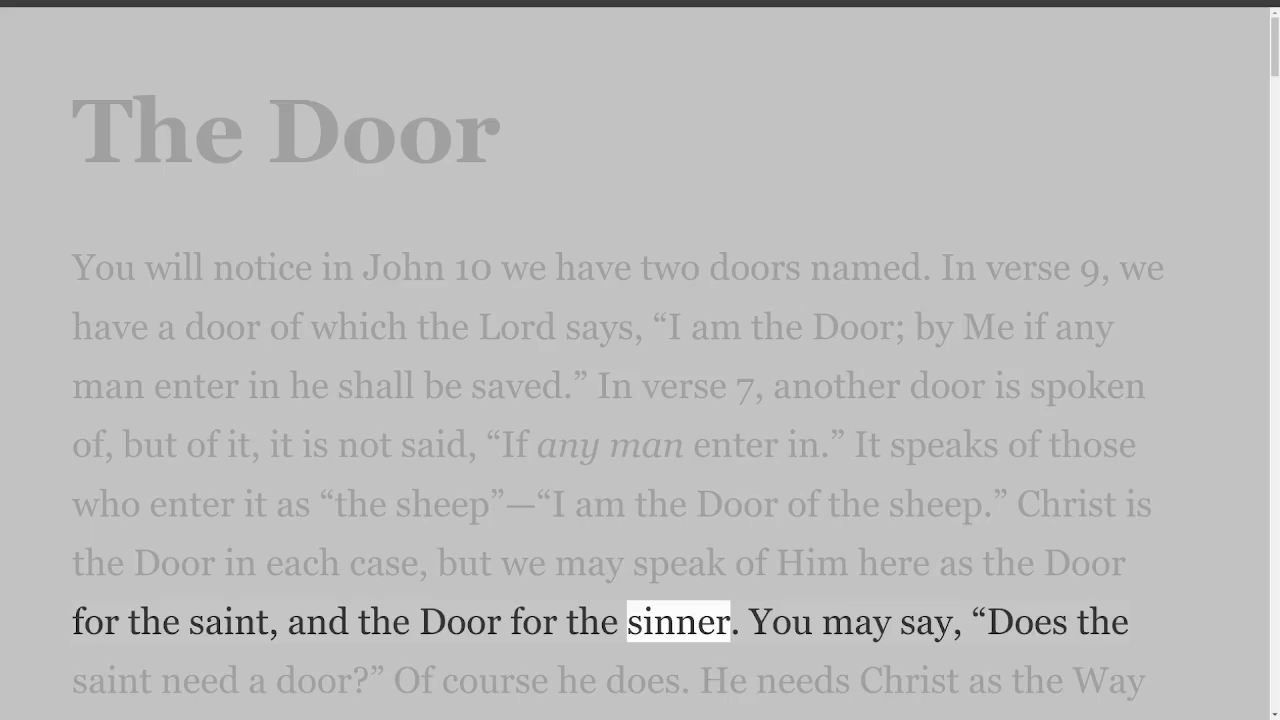 The Door
You will notice in John 10 we have two doors named. In verse 9, we
have a door of which the Lord says, “I am the Door; by Me if any
man enter in he shall be saved.” In verse 7, another door is spoken
of, but of it, it is not said, “If any man enter in.” It speaks of those
who enter it as “the sheep”—“I am the Door of the sheep.” Christ is
the Door in each case, but we may speak of Him here as the Door
for the saint, and the Door for the sinner. You may say, “Does the
saint need a door?” Of course he does. He needs Christ as the Way